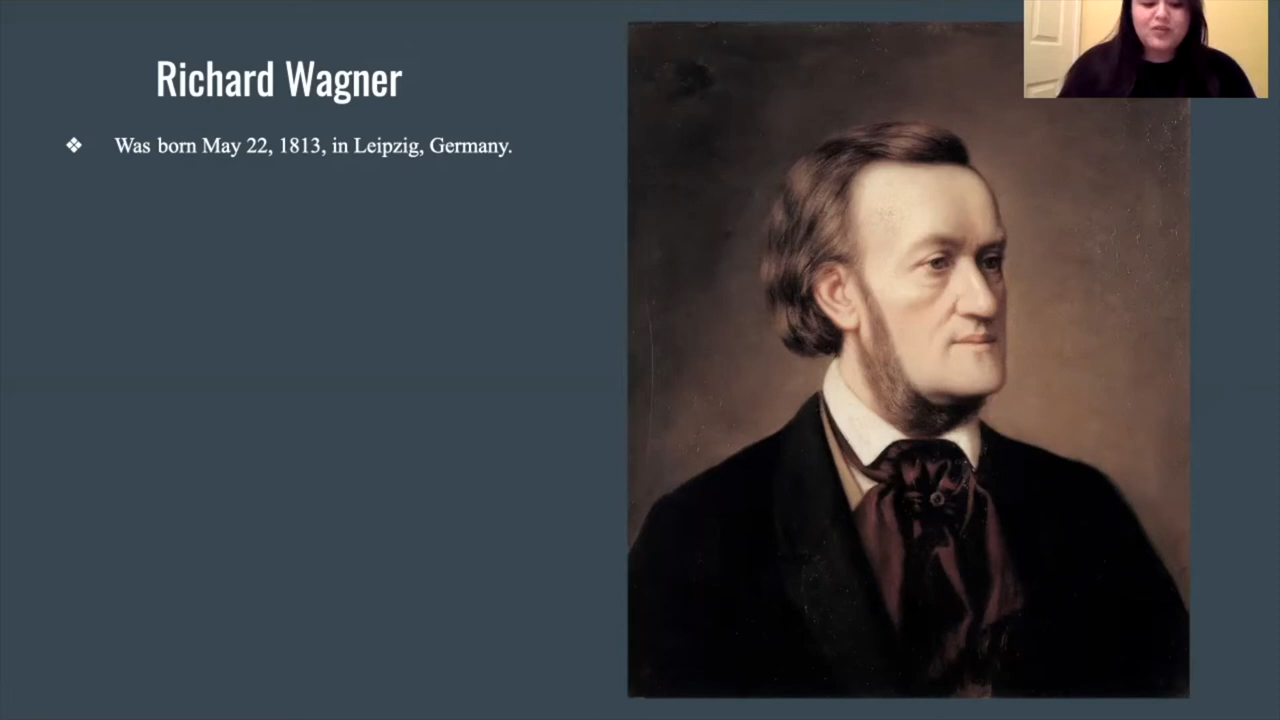 Richard Wagner
❖ Was born May 22, 1813, in Leipzig, Germany.